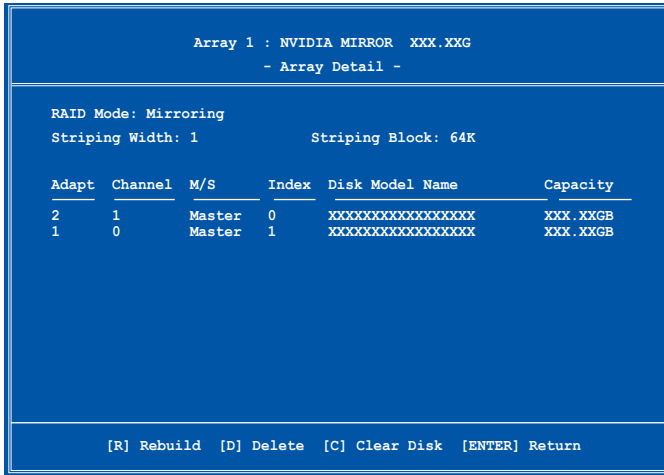 Array 1 : NVIDIA MIRROR XXX.XXG
- Array Detail -
RAID Mode: Mirroring
Striping Width: 1 Striping Block: 64K
Adapt Channel M/S Index Disk Model Name Capacity
2 1 Master 0 XXXXXXXXXXXXXXXXX XXX.XXGB
1 0 Master 1 XXXXXXXXXXXXXXXXX XXX.XXGB
[R] Rebuild [D] Delete [C] Clear Disk [ENTER] Return